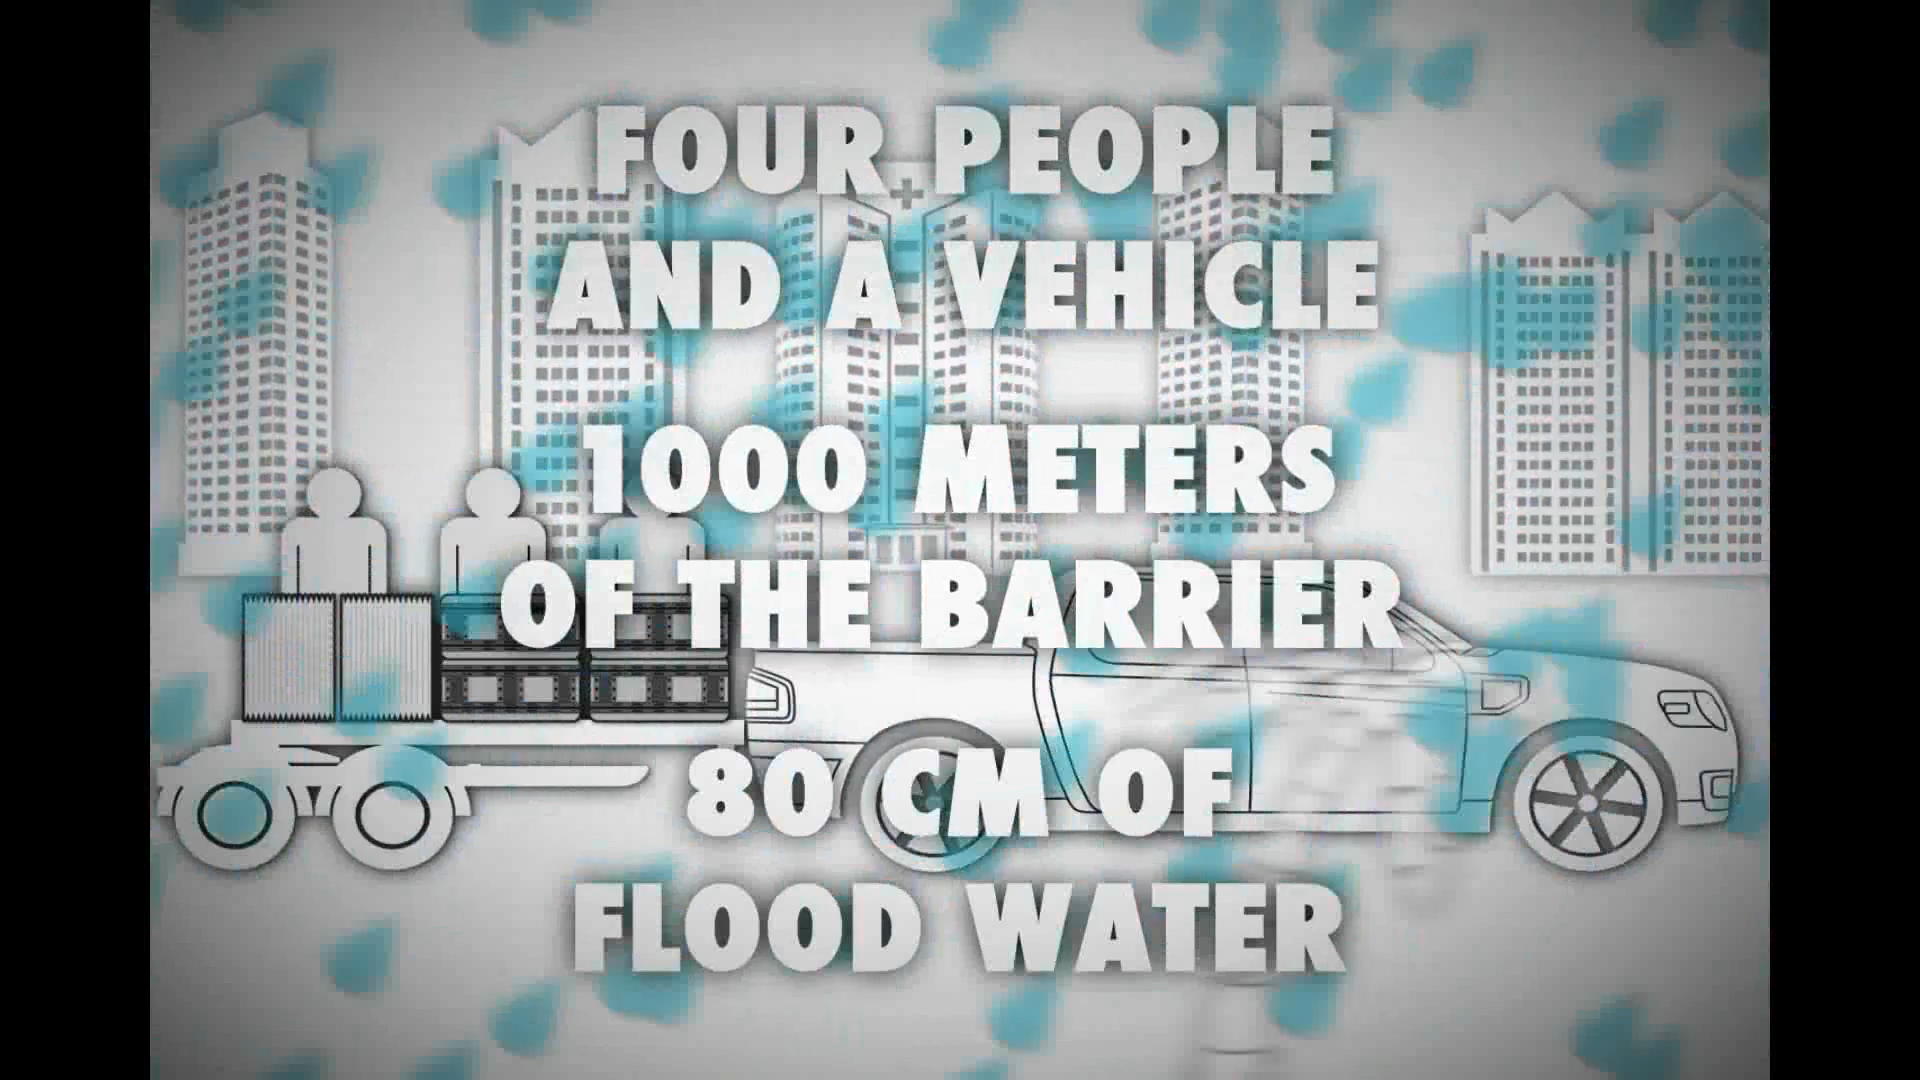 FOUR PEOPLE
AND A VEHICLE
1000 METERS
OF THE BARRIER
80 CM OF
FLOOD WATER